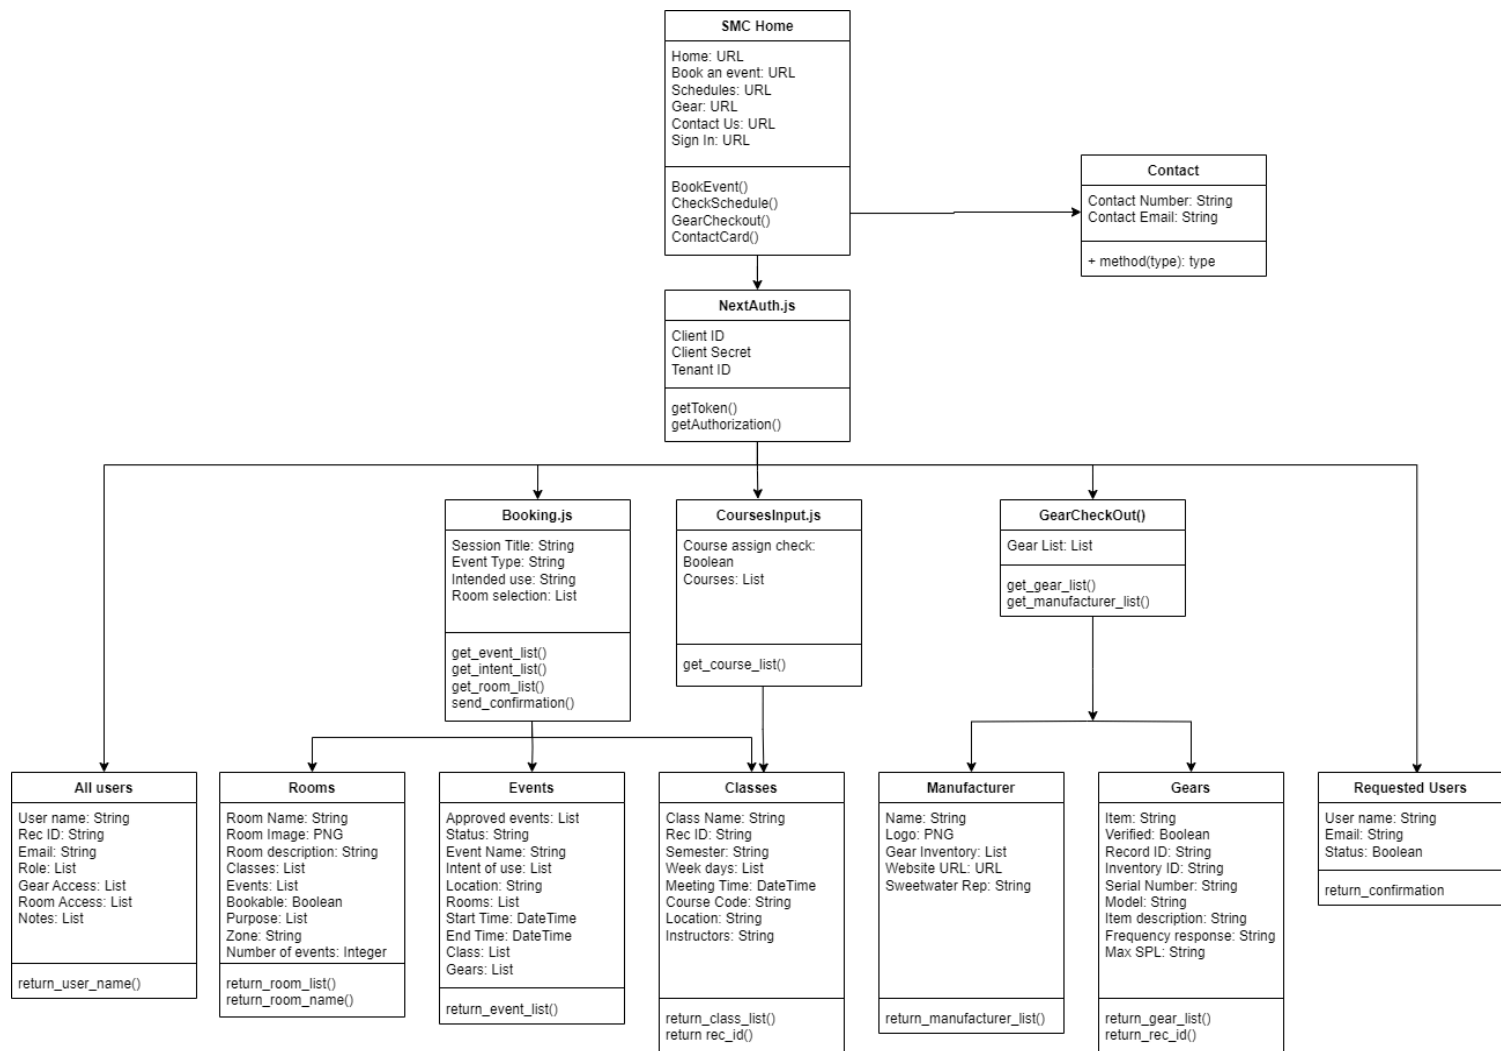 SMC Home
Home: URL
Book an event: URL
Schedules: URL
Gear: URL
Contact Us: URL
Sign In: URL
BookEvent()
CheckSchedule()
GearCheckout()
ContactCard()
Contact
Contact Number: String
Contact Email: String
+ method(type): type
NextAuth.js
Client ID
Client Secret
Tenant ID
getToken()
getAuthorization()
Booking.js
Session Title: String
Event Type: String
Intended use: String
Room selection: List
get_event_list()
get_intent_list()
get_room_list()
send_confirmation()
CoursesInput.js
Course assign check:
Boolean
Courses: List
get_course_list()
GearCheckOut()
Gear List: List
get_gear_list()
get_manufacturer_list()
All users
User name: String
Rec ID: String
Email: String
Role: List
Gear Access: List
Room Access: List
Notes: List
return_user_name()
Rooms
Room Name: String
Room Image: PNG
Room description: String
Classes: List
Events: List
Bookable: Boolean
Purpose: List
Zone: String
Number of events: Integer
return_room_list()
return_room_name()
Events
Approved events: List
Status: String
Event Name: String
Intent of use: List
Location: String
Rooms: List
Start Time: DateTime
End Time: DateTime
Class: List
Gears: List
return_event_list()
Classes
Class Name: String
Rec ID: String
Semester: String
Week days: List
Meeting Time: DateTime
Course Code: String
Location: String
Instructors: String
return_class_list()
return rec_id()
Manufacturer
Name: String
Logo: PNG
Gear Inventory: List
Website URL: URL
Sweetwater Rep: String
return_manufacturer_list()
Gears
Item: String
Verified: Boolean
Record ID: String
Inventory ID: String
Serial Number: String
Model: String
Item description: String
Frequency response: String
Max SPL: String
return_gear_list()
return_rec_id()
Requested Users
User name: String
Email: String
Status: Boolean
return_confirmation